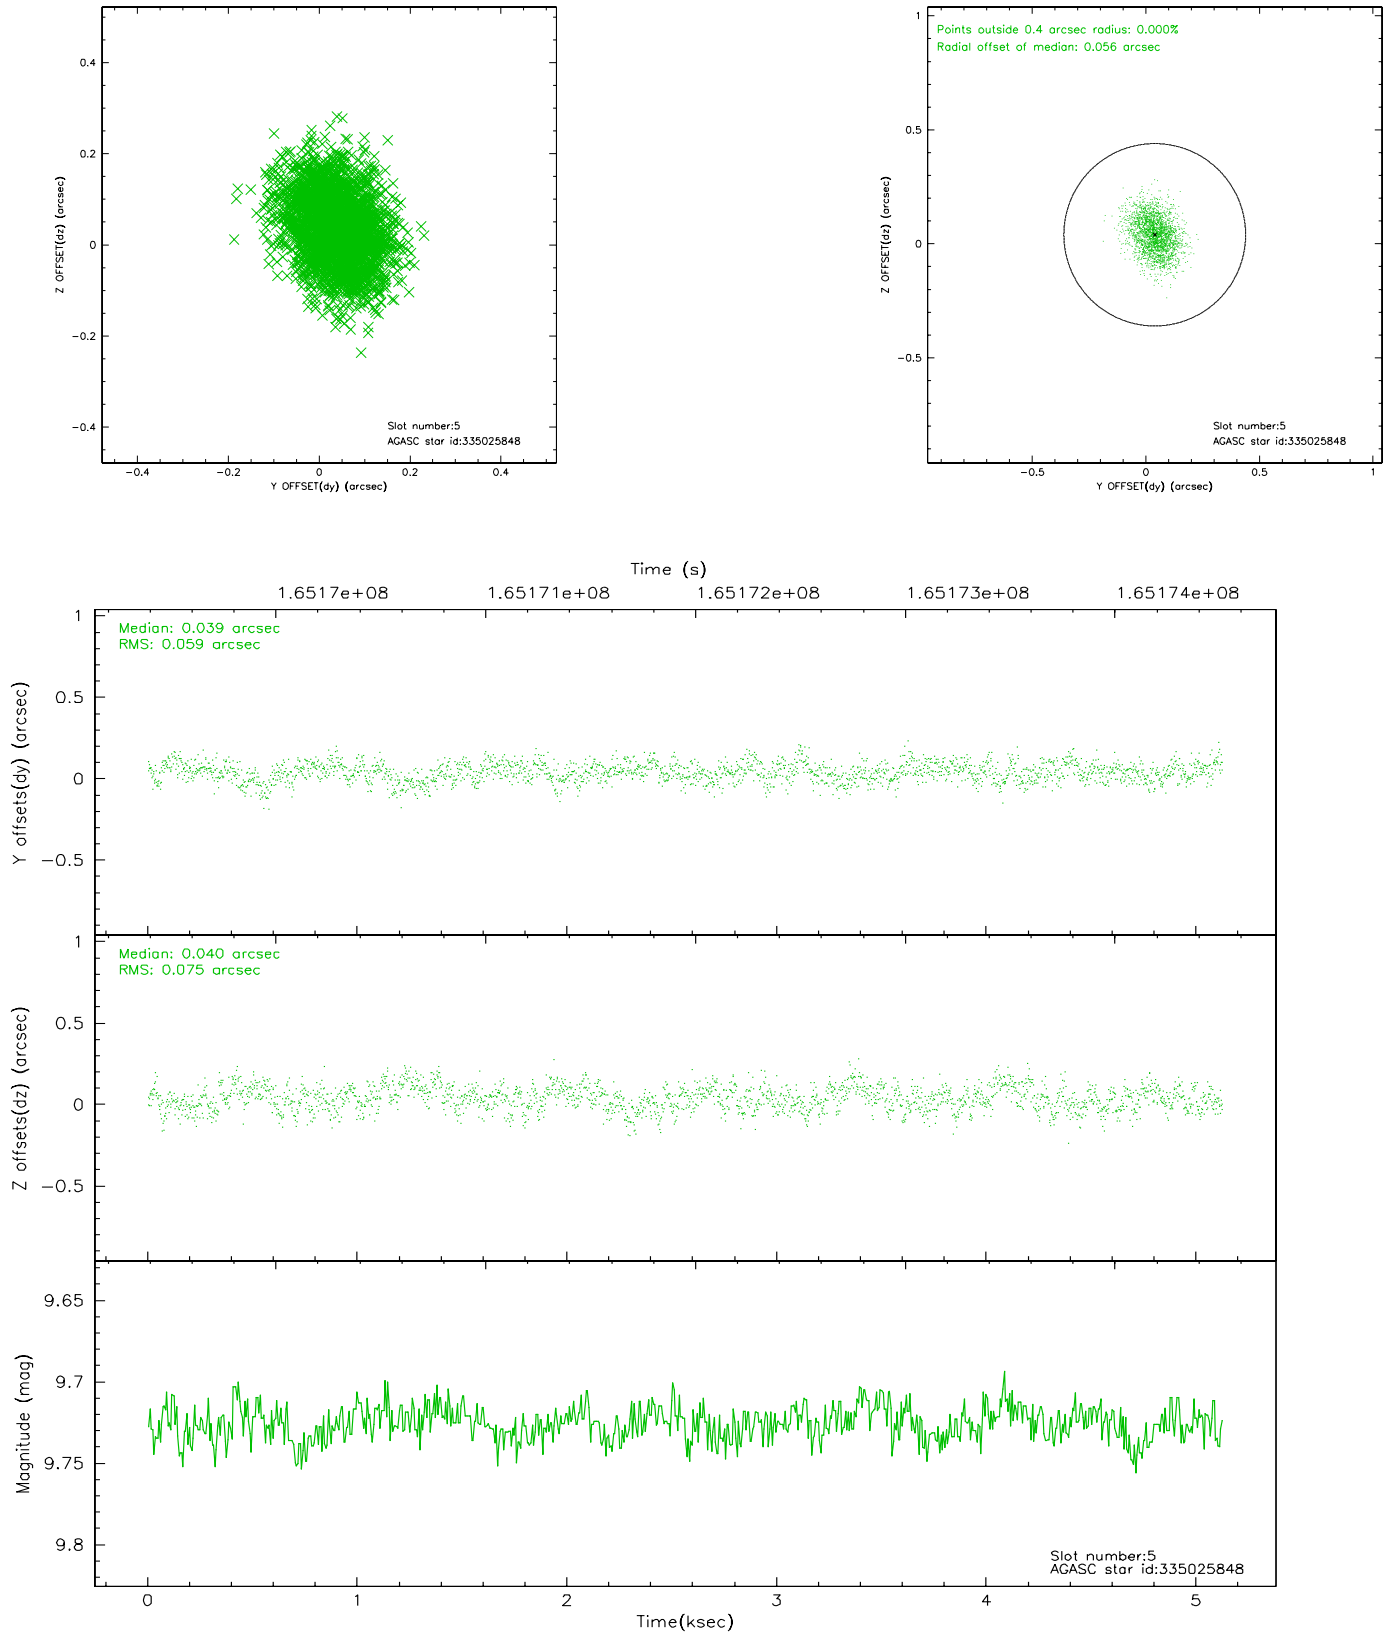 0.4
0.2
0
−0.2
−0.4
Z OFFSET(dz) (arcsec)
−0.4 −0.2 0 0.2 0.4
Y OFFSET(dy) (arcsec)
Slot number:5
AGASC star id:335025848
Points outside 0.4 arcsec radius: 0.000%
Radial offset of median: 0.056 arcsec
1
0.5
0
−0.5
Z OFFSET(dz) (arcsec)
−0.5 0 0.5 1
Y OFFSET(dy) (arcsec)
Slot number:5
AGASC star id:335025848
Time (s)
1.6517e+08 1.65171e+08 1.65172e+08 1.65173e+08 1.65174e+08
Median: 0.039 arcsec
RMS: 0.059 arcsec
1
0.5
0
−0.5
Y offsets(dy) (arcsec)
Median: 0.040 arcsec
RMS: 0.075 arcsec
1
0.5
0
−0.5
Z offsets(dz) (arcsec)
9.65
9.7
9.75
9.8
Magnitude (mag)
Slot number:5
AGASC star id:335025848
0 1 2 3 4 5
Time(ksec)